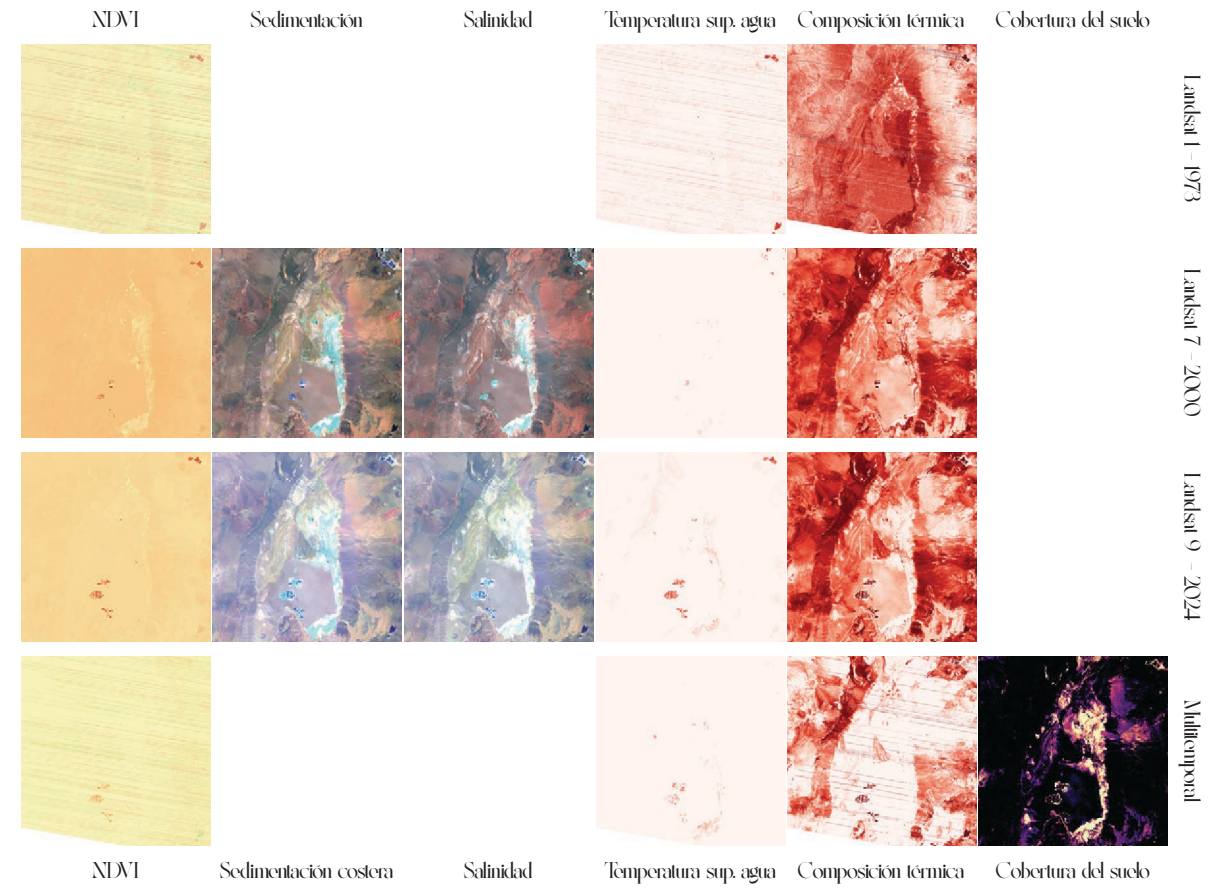 NDVI Sedimentación Salinidad Temperatura sup. agua Composición térmica Cobertura del suelo
Landsat 1 – 1973
Landsat 7 – 2000
Landsat 9 – 2024
Multitemporal
NDVI Sedimentación costera Salinidad Temperatura sup. agua Composición térmica Cobertura del suelo